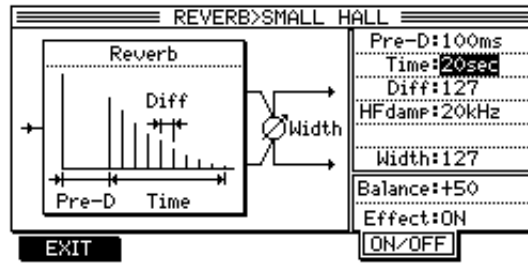 REVERB>SMALL HALL
Reverb
Diff
Width
Pre-D
Time
Pre-D:100ms
Time:20sec
Diff:127
HFdamp:20kHz
Width:127
Balance:+50
Effect:ON
EXIT
ON/OFF